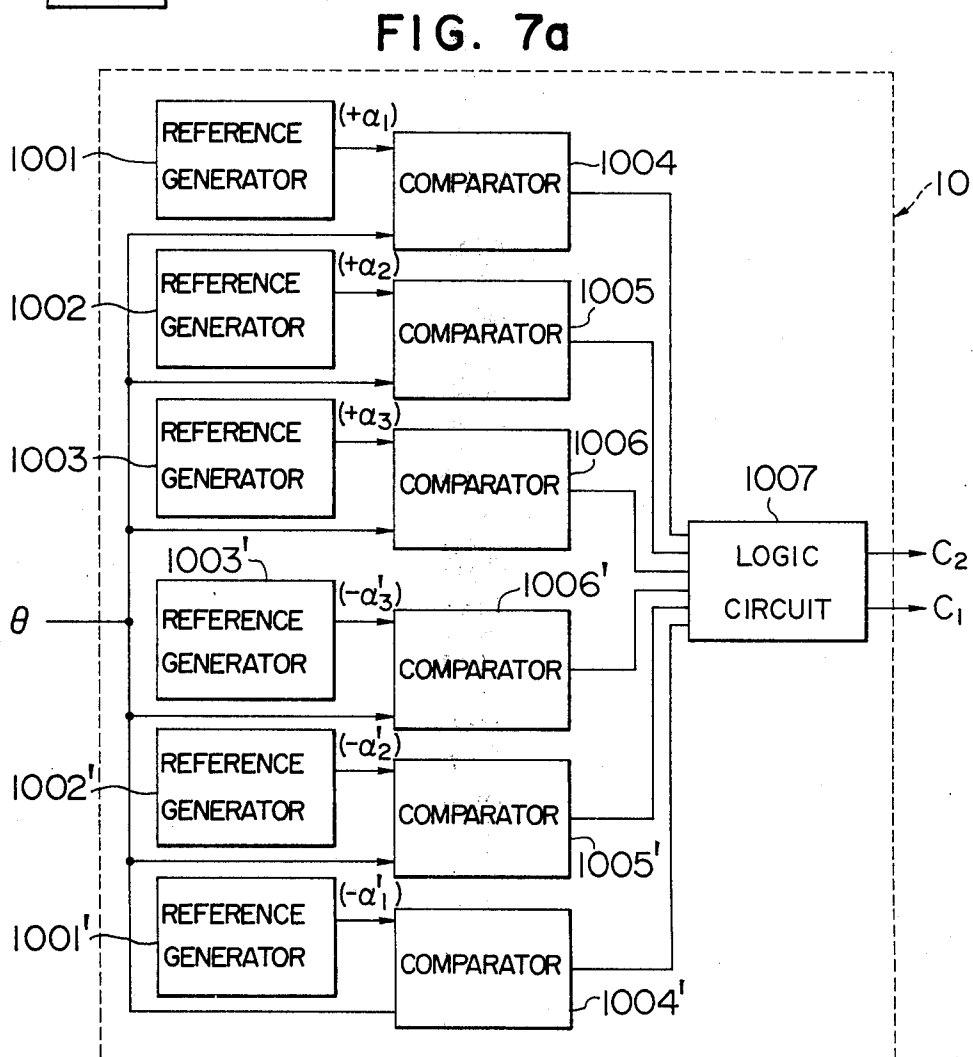 FIG. 7a
REFERENCE
GENERATOR
1001
(+α1)
COMPARATOR
1004
10
REFERENCE
GENERATOR
1002
(+α2)
COMPARATOR
1005
REFERENCE
GENERATOR
1003
(+α3)
COMPARATOR
1006
1007
LOGIC
CIRCUIT
C2
C1
θ
1003'
REFERENCE
GENERATOR
(-α'3)
COMPARATOR
1006'
REFERENCE
GENERATOR
1002'
(-α'2)
COMPARATOR
1005'
REFERENCE
GENERATOR
1001'
(-α'1)
COMPARATOR
1004'